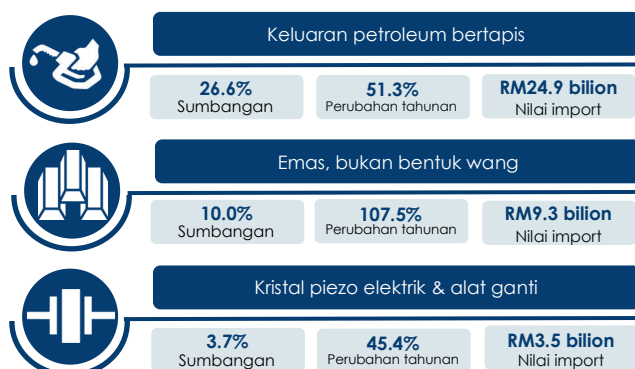 Keluaran petroleum bertapis
26.6% 51.3% RM24.9 bilion
Sumbangan Perubahan tahunan Nilai import
Emas, bukan bentuk wang
10.0% 107.5% RM9.3 bilion
Sumbangan Perubahan tahunan Nilai import
Kristal piezo elektrik & alat ganti
3.7% 45.4% RM3.5 bilion
Sumbangan Perubahan tahunan Nilai import